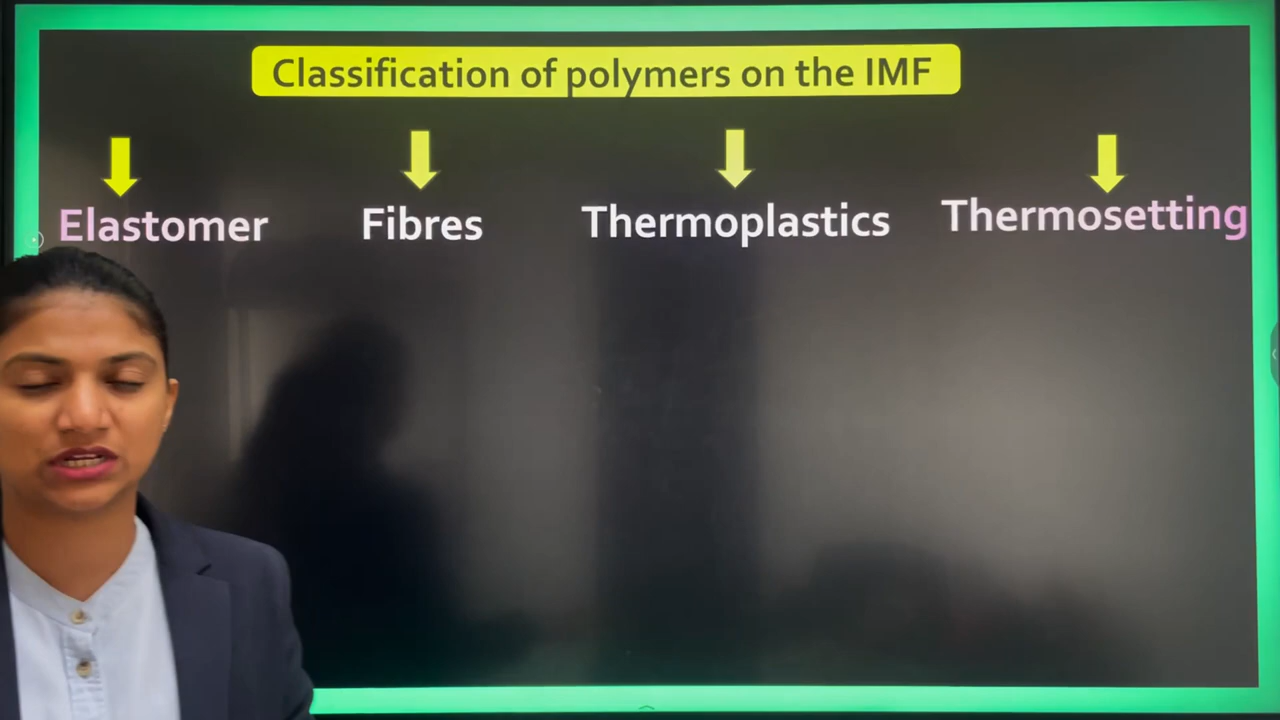 Classification of polymers on the IMF
Elastomer
Fibres
Thermoplastics
Thermosetting